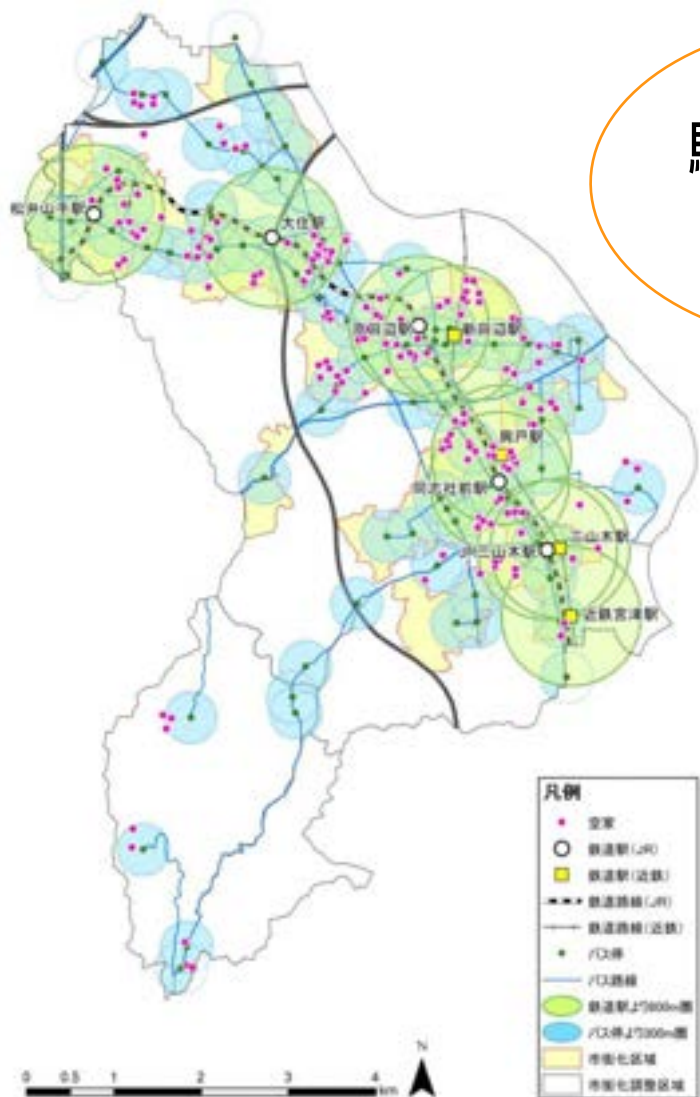 松井山手駅
大住駅
京田辺駅
新田辺駅
興戸駅
同志社前駅
三山木駅
JR三山木駅
近鉄宮津駅
凡例
空家
鉄道駅(JR)
鉄道駅(近鉄)
鉄道路線(JR)
鉄道路線(近鉄)
バス停
バス路線
鉄道駅より800m圏
バス停より300m圏
市街化区域
市街化調整区域
N
0 0.5 1 2 3 4
km